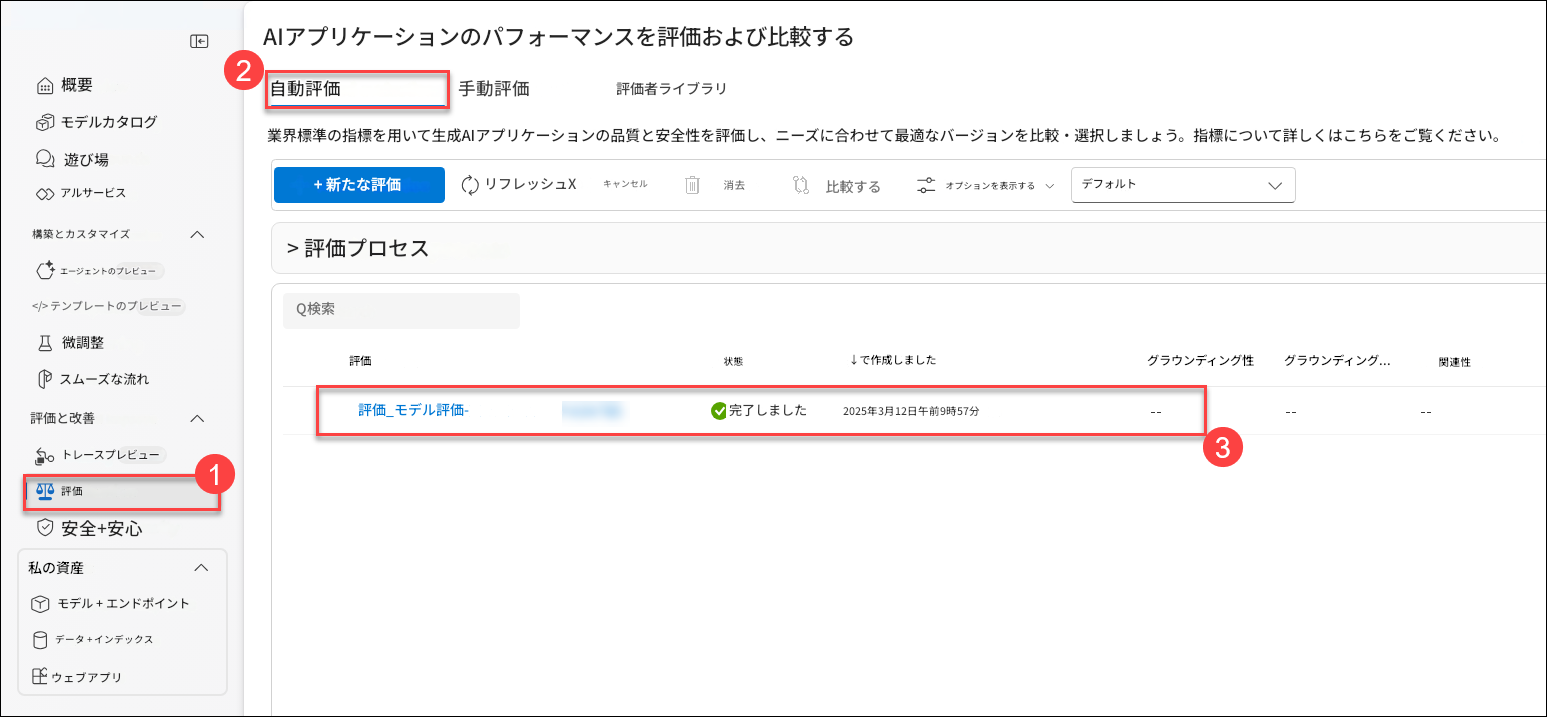 概要
モデルカタログ
遊び場
アルサービス
構築とカスタマイズ
エージェントのプレビュー
</> テンプレートのプレビュー
微調整
スムーズな流れ
評価と改善
トレースプレビュー
1
評価
安全+安心
私の資産
モデル + エンドポイント
データ + インデックス
ウェブアプリ
AIアプリケーションのパフォーマンスを評価および比較する
2
自動評価 手動評価 評価者ライブラリ
業界標準の指標を用いて生成AIアプリケーションの品質と安全性を評価し、ニーズに合わせて最適なバージョンを比較・選択しましょう。指標について詳しくはこちらをご覧ください。
+ 新たな評価 リフレッシュX キャンセル 消去 比較する オプションを表示する デフォルト
> 評価プロセス
Q検索
評価 状態 ↓で作成しました グラウンディング性 グラウンディング... 関連性
評価_モデル評価- 完了しました 2025年3月12日午前9時57分 -- -- --
3